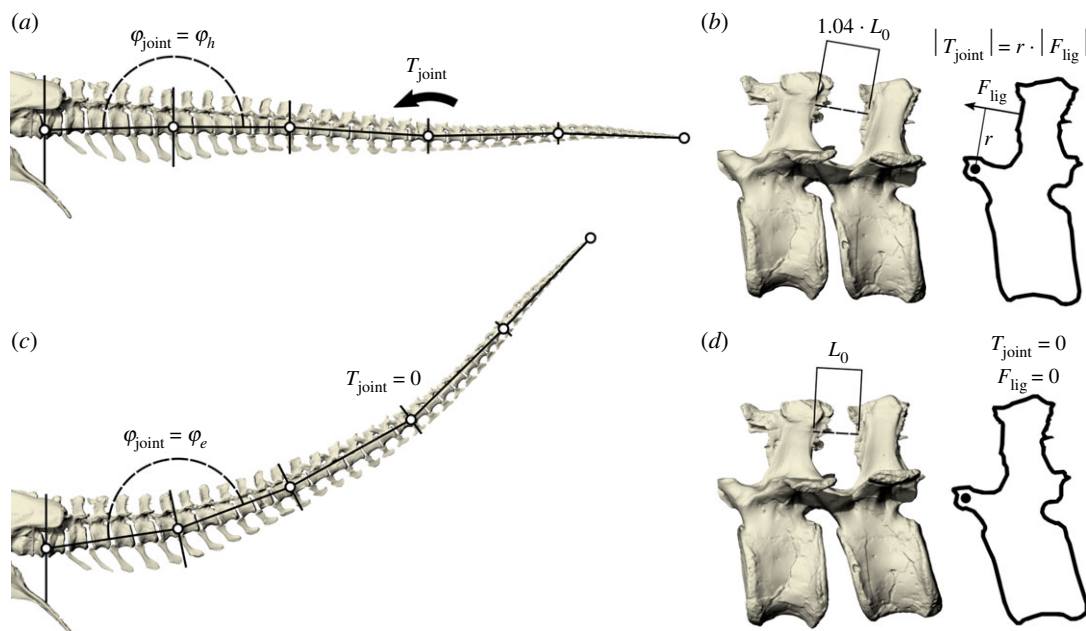 (a)
φjoint = φh
Tjoint
(b)
1.04 · L0
|Tjoint| = r · |Flig|
Flig
r
(c)
φjoint = φe
Tjoint = 0
(d)
L0
Tjoint = 0
Flig = 0